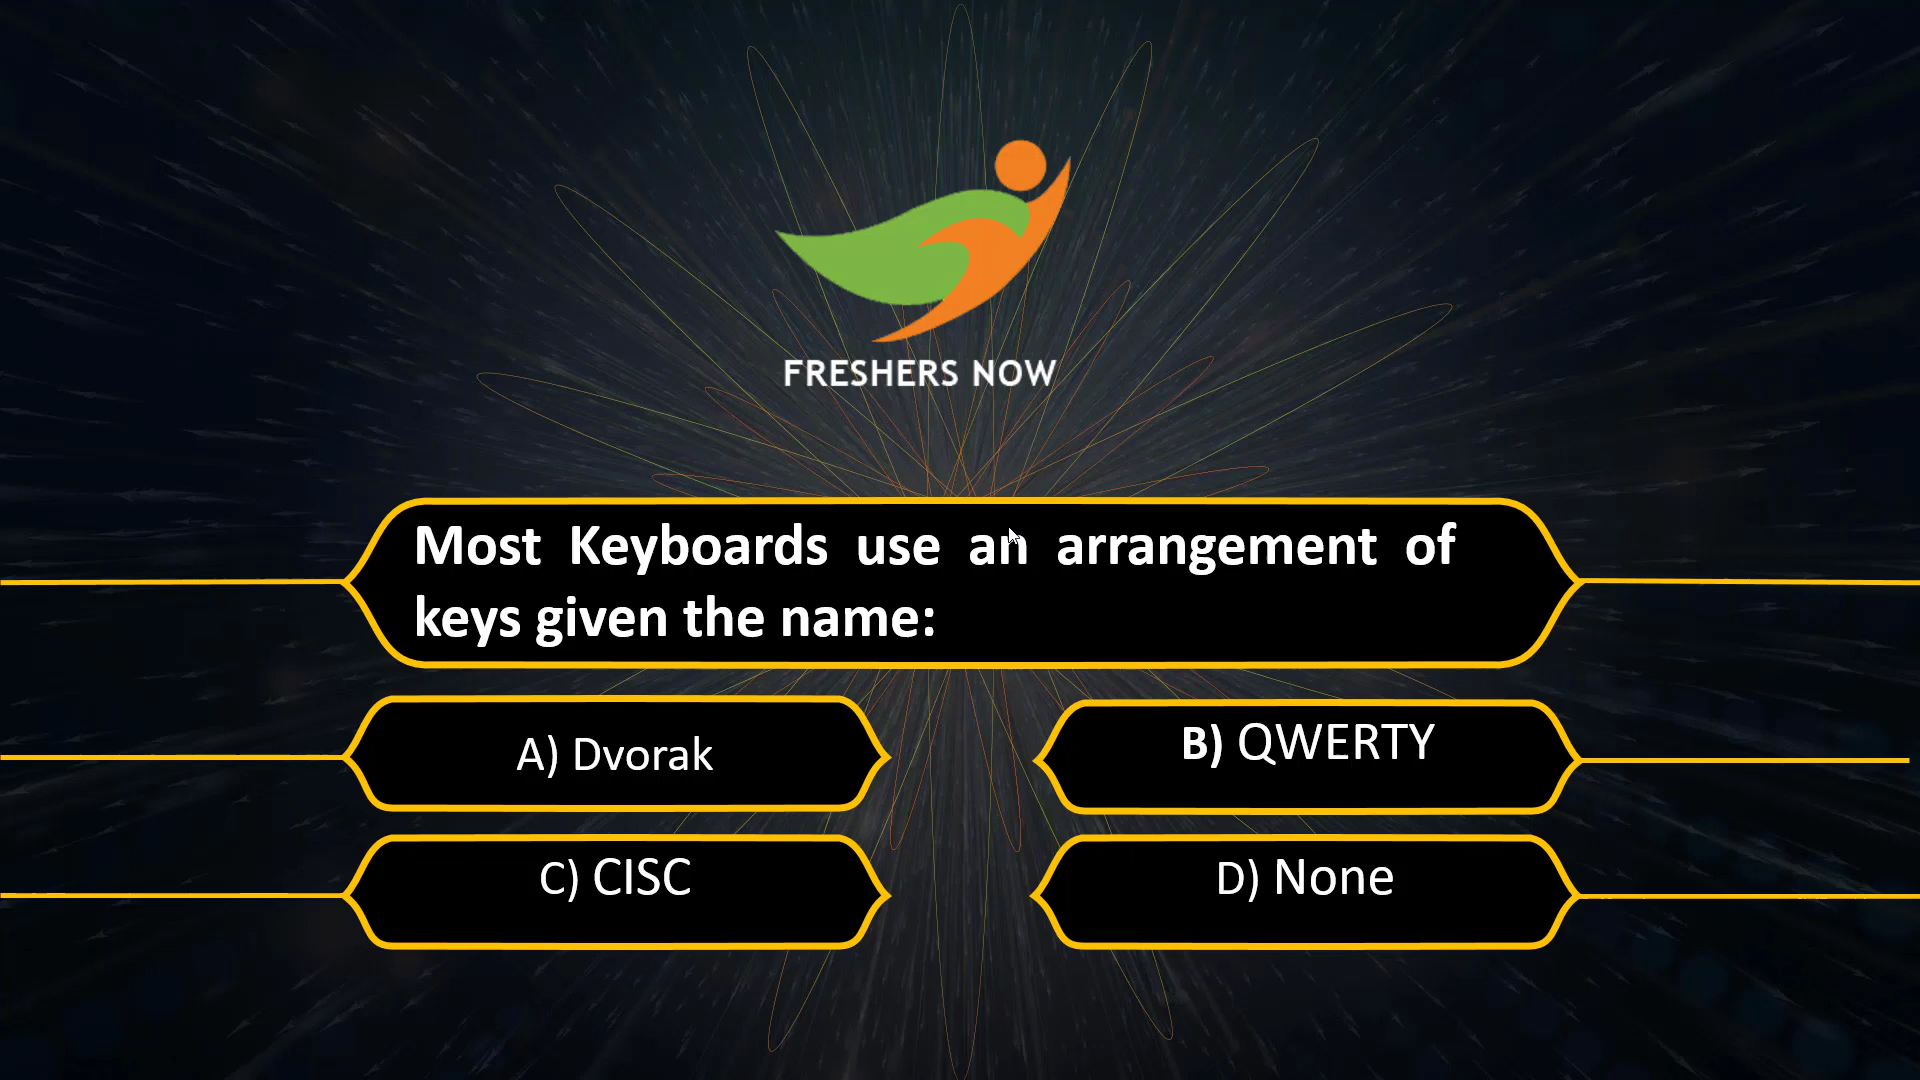 FRESHERS NOW
Most Keyboards use an arrangement of
keys given the name:
A) Dvorak
B) QWERTY
C) CISC
D) None